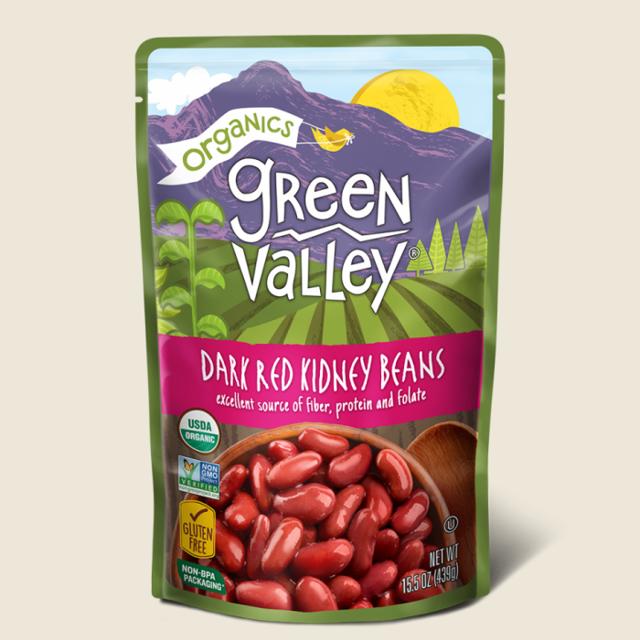 ORGANICS
green
valley®
DARK RED KIDNEY BEANS
excellent source of fiber, protein and folate
USDA
ORGANIC
NON
GMO
Project
VERIFIED
GLUTEN
FREE
NON-BPA
PACKAGING*
U
NET WT
15.5 OZ (439g)